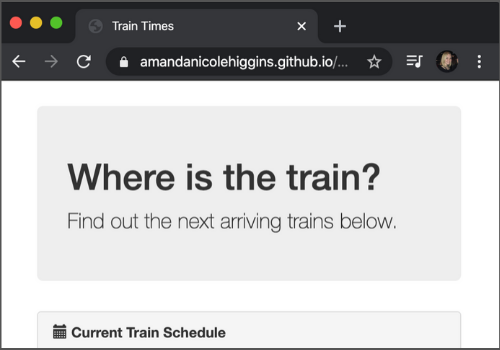 Train Times
amandanicolehiggins.github.io/...
Where is the train?
Find out the next arriving trains below.
Current Train Schedule